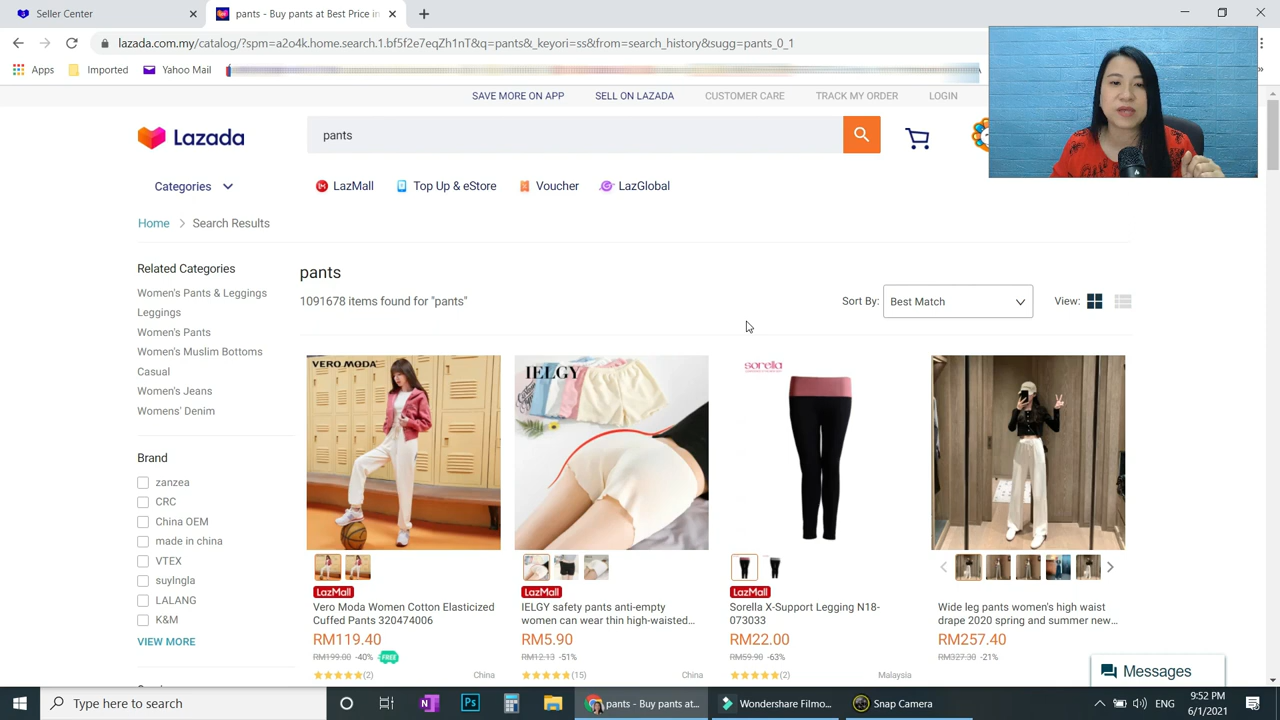 Seller Center
pants - Buy pants at Best Price in
lazada.com.my/catalog/?spm=a2o4k.home.search.1.bf5f2e7eqZh1nT&q=pants&_keyori=ss&from=search_history&sugg=pants_0_1
Apps Imported Yahoo Mail
SAVE MORE ON APP SELL ON LAZADA CUSTOMER CARE TRACK MY ORDER LOGIN
Lazada
pants
Categories LazMall Top Up & eStore Voucher LazGlobal
Home > Search Results
Related Categories
Women's Pants & Leggings
Leggings
Women's Pants
Women's Muslim Bottoms
Casual
Women's Jeans
Womens' Denim
Brand
zanzea
CRC
China OEM
made in china
VTEX
suyIngla
LALANG
K&M
VIEW MORE
pants
1091678 items found for "pants"
Sort By: Best Match View:
VERO MODA
LazMall
Vero Moda Women Cotton Elasticized
Cuffed Pants 320474006
RM119.40
RM199.00 -40% FREE
(2) China
IELGY
LazMall
IELGY safety pants anti-empty
women can wear thin high-waisted...
RM5.90
RM12.13 -51%
(15) China
sorella
LazMall
Sorella X-Support Legging N18-
073033
RM22.00
RM59.90 -63%
(2) Malaysia
Wide leg pants women's high waist
drape 2020 spring and summer new...
RM257.40
RM327.30 -21%
Messages
Type here to search
pants - Buy pants at...
Wondershare Filmo...
Snap Camera
ENG
9:52 PM
6/1/2021